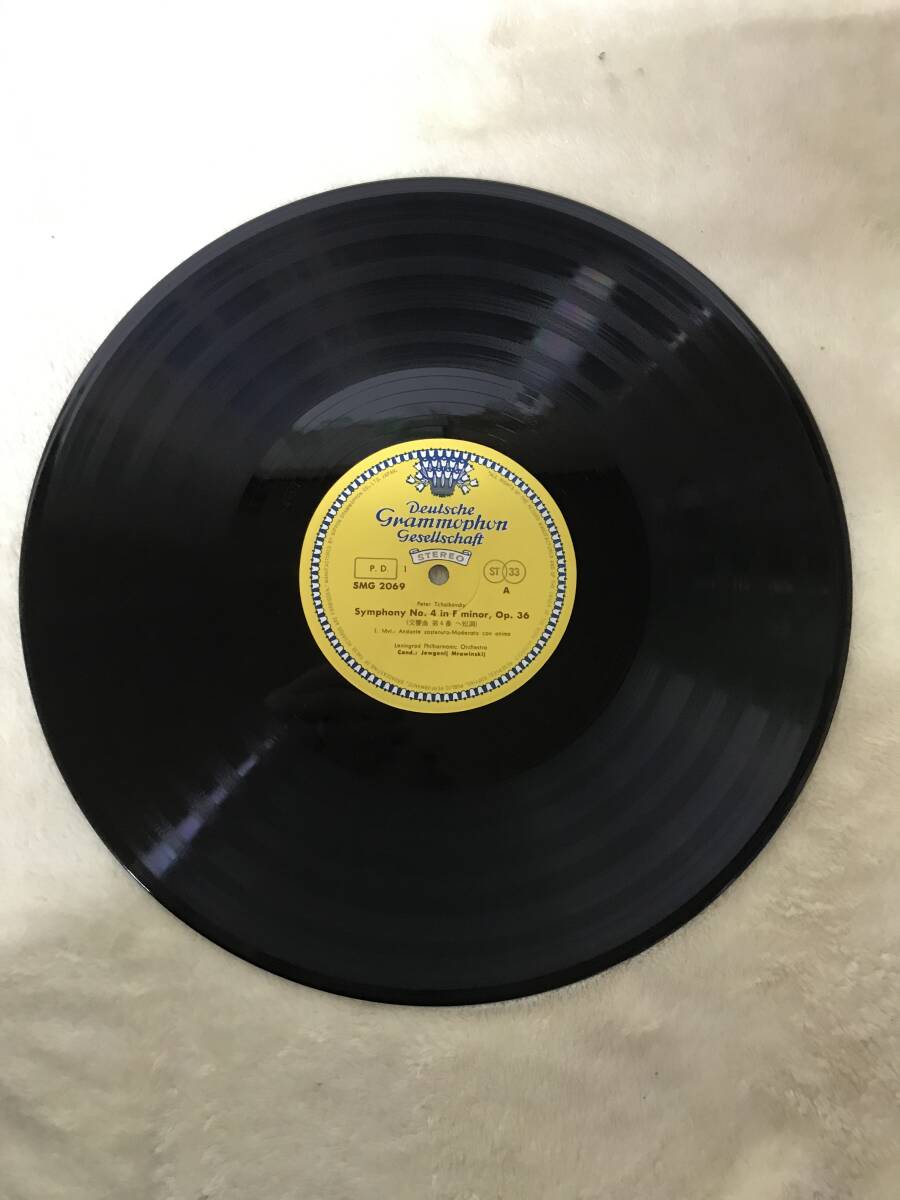 Deutsche
Grammophon
Gesellschaft
STEREO
P. D. 1
SMG 2069
ST 33
A
Peter Tchaikovsky
Symphony No. 4 in F minor, Op. 36
(交響曲 第4番 ヘ短調)
I. Mvt.: Andante sostenuto-Moderato con anima
Leningrad Philharmonic Orchestra
Cond.: Jewgenij Mrawinskij